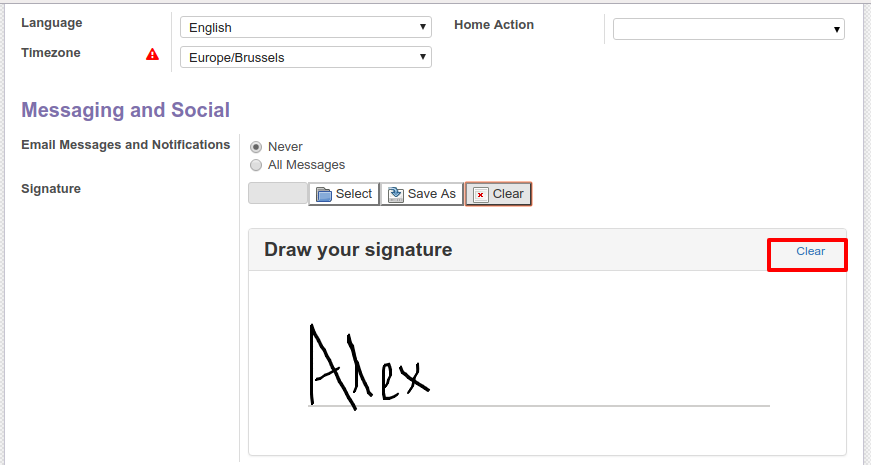 Language English Home Action
Timezone Europe/Brussels
Messaging and Social
Email Messages and Notifications Never
All Messages
Signature Select Save As Clear
Draw your signature Clear
Alex